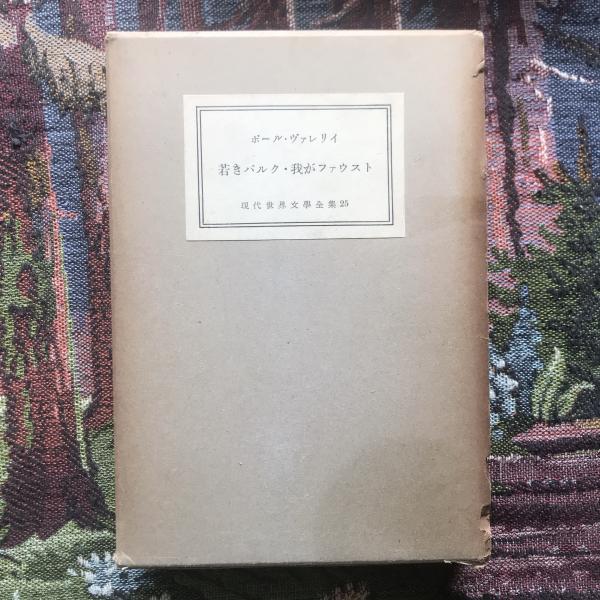 ポール・ヴァレリイ
若きパルク・我がファウスト
現代世界文學全集25